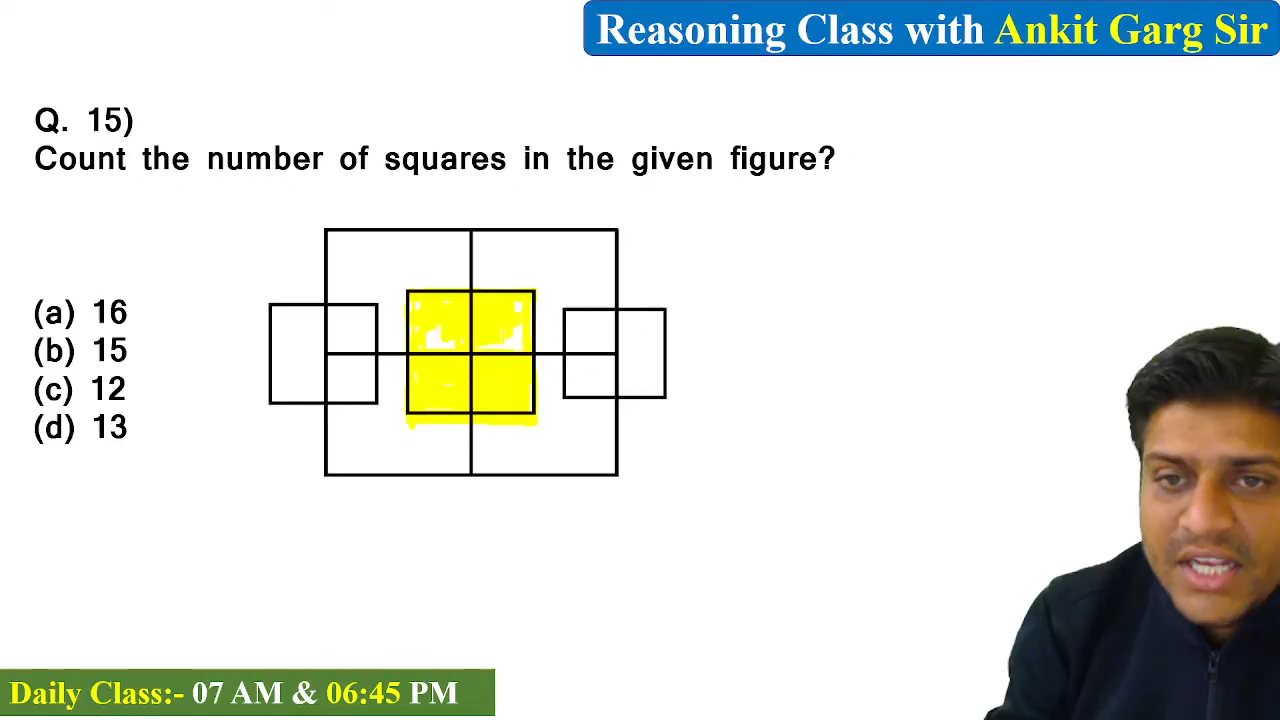 Reasoning Class with Ankit Garg Sir
Q. 15)
Count the number of squares in the given figure?
(a) 16
(b) 15
(c) 12
(d) 13
Daily Class:- 07 AM & 06:45 PM